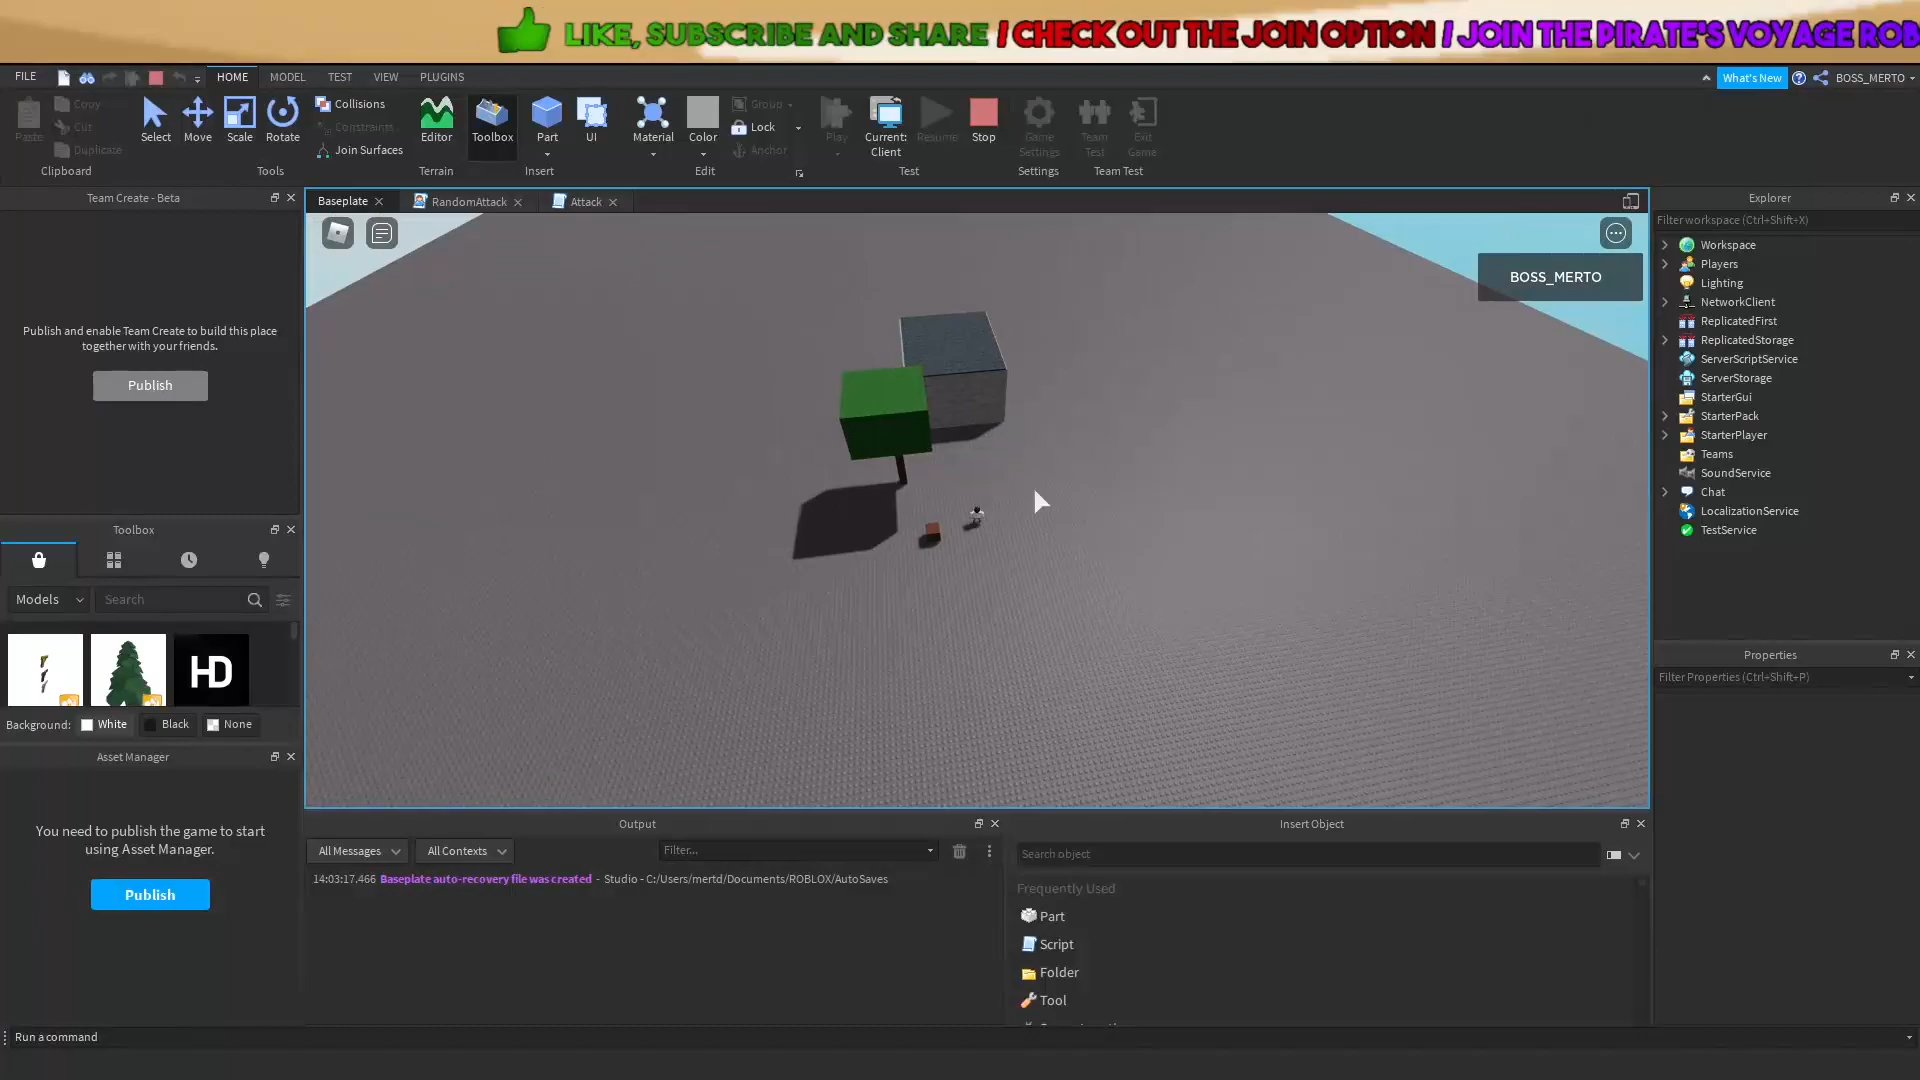 LIKE, SUBSCRIBE AND SHARE / CHECK OUT THE JOIN OPTION / JOIN THE PIRATE'S VOYAGE ROB
FILE HOME MODEL TEST VIEW PLUGINS What's New BOSS_MERTO
Paste Copy Cut Duplicate Select Move Scale Rotate Collisions Constraints Join Surfaces Editor Toolbox Part UI Material Color Group Lock Anchor Play Current: Client Resume Stop Game Settings Team Test Exit Game
Clipboard Tools Terrain Insert Edit Test Settings Team Test
Team Create - Beta
Publish and enable Team Create to build this place
together with your friends.
Publish
Toolbox
Models Search
HD
Background: White Black None
Asset Manager
You need to publish the game to start
using Asset Manager.
Publish
Baseplate RandomAttack Attack
BOSS_MERTO
Output
All Messages All Contexts Filter...
14:03:17.466 Baseplate auto-recovery file was created - Studio - C:/Users/mertd/Documents/ROBLOX/AutoSaves
Insert Object
Search object
Frequently Used
Part
Script
Folder
Tool
Explorer
Filter workspace (Ctrl+Shift+X)
Workspace
Players
Lighting
NetworkClient
ReplicatedFirst
ReplicatedStorage
ServerScriptService
ServerStorage
StarterGui
StarterPack
StarterPlayer
Teams
SoundService
Chat
LocalizationService
TestService
Properties
Filter Properties (Ctrl+Shift+P)
Run a command